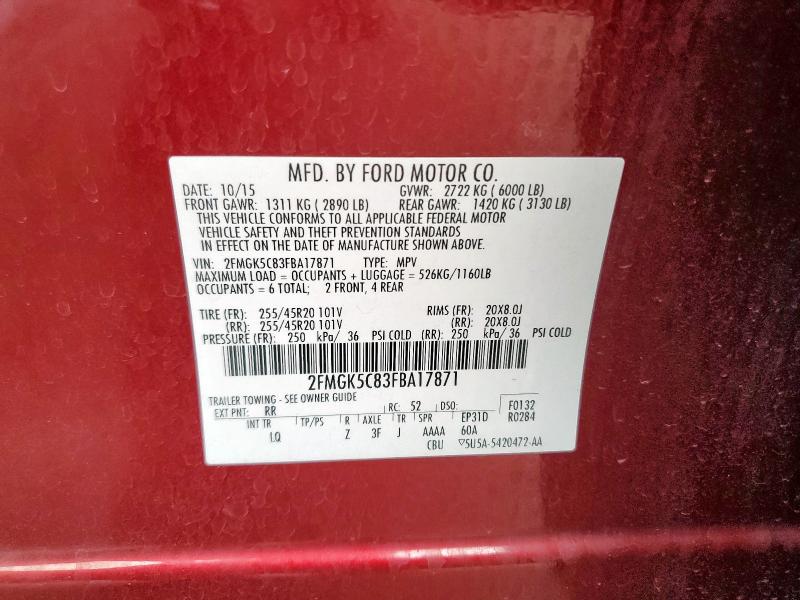 MFD. BY FORD MOTOR CO.
DATE: 10/15 GVWR: 2722 KG ( 6000 LB)
FRONT GAWR: 1311 KG ( 2890 LB) REAR GAWR: 1420 KG ( 3130 LB)
THIS VEHICLE CONFORMS TO ALL APPLICABLE FEDERAL MOTOR
VEHICLE SAFETY AND THEFT PREVENTION STANDARDS
IN EFFECT ON THE DATE OF MANUFACTURE SHOWN ABOVE.
VIN: 2FMGK5C83FBA17871 TYPE: MPV
MAXIMUM LOAD = OCCUPANTS + LUGGAGE = 526KG/1160LB
OCCUPANTS = 6 TOTAL; 2 FRONT, 4 REAR
TIRE (FR): 255/45R20 101V RIMS (FR): 20X8.0J
(RR): 255/45R20 101V (RR): 20X8.0J
PRESSURE (FR): 250 kPa/ 36 PSI COLD (RR): 250 kPa/ 36 PSI COLD
2FMGK5C83FBA17871
TRAILER TOWING - SEE OWNER GUIDE
EXT PNT: RR RC: 52 DSO: F0132
INT TR TP/PS R AXLE TR SPR EP31D R0284
LQ Z 3F J AAAA 60A
CBU ▽5U5A-5420472-AA